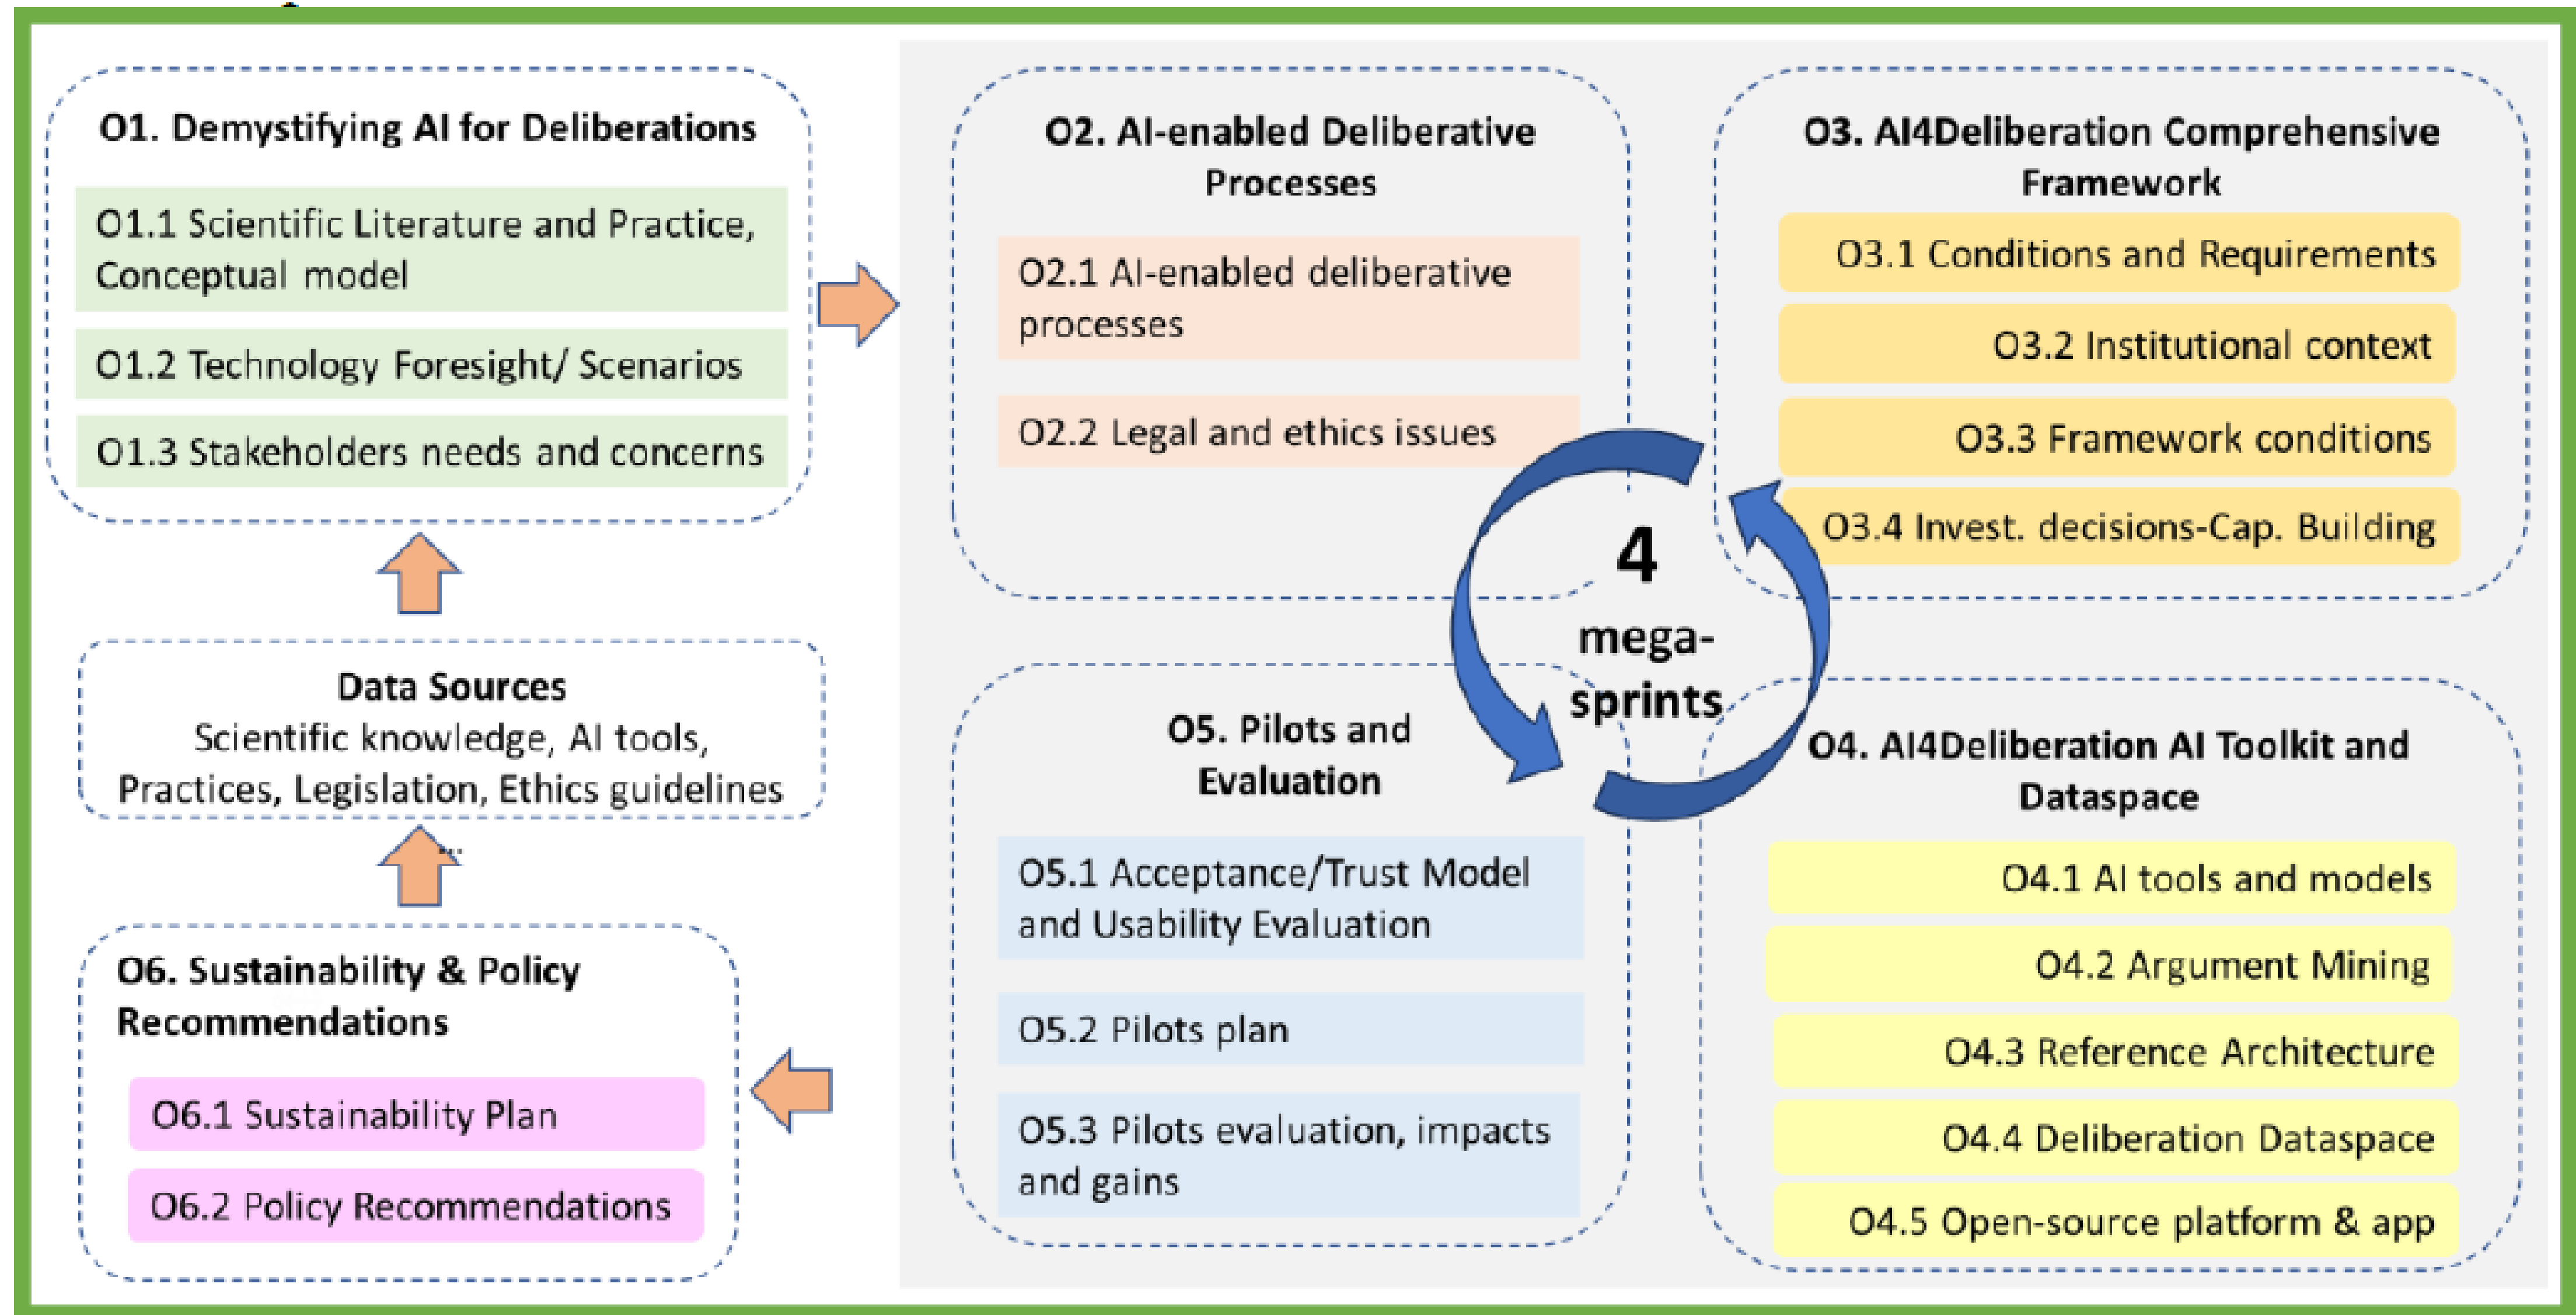 O1. Demystifying AI for Deliberations
O1.1 Scientific Literature and Practice,
Conceptual model
O1.2 Technology Foresight/ Scenarios
O1.3 Stakeholders needs and concerns
Data Sources
Scientific knowledge, AI tools,
Practices, Legislation, Ethics guidelines
...
O6. Sustainability & Policy
Recommendations
O6.1 Sustainability Plan
O6.2 Policy Recommendations
O2. AI-enabled Deliberative
Processes
O2.1 AI-enabled deliberative
processes
O2.2 Legal and ethics issues
O3. AI4Deliberation Comprehensive
Framework
O3.1 Conditions and Requirements
O3.2 Institutional context
O3.3 Framework conditions
O3.4 Invest. decisions-Cap. Building
4
mega-
sprints
O5. Pilots and
Evaluation
O5.1 Acceptance/Trust Model
and Usability Evaluation
O5.2 Pilots plan
O5.3 Pilots evaluation, impacts
and gains
O4. AI4Deliberation AI Toolkit and
Dataspace
O4.1 AI tools and models
O4.2 Argument Mining
O4.3 Reference Architecture
O4.4 Deliberation Dataspace
O4.5 Open-source platform & app